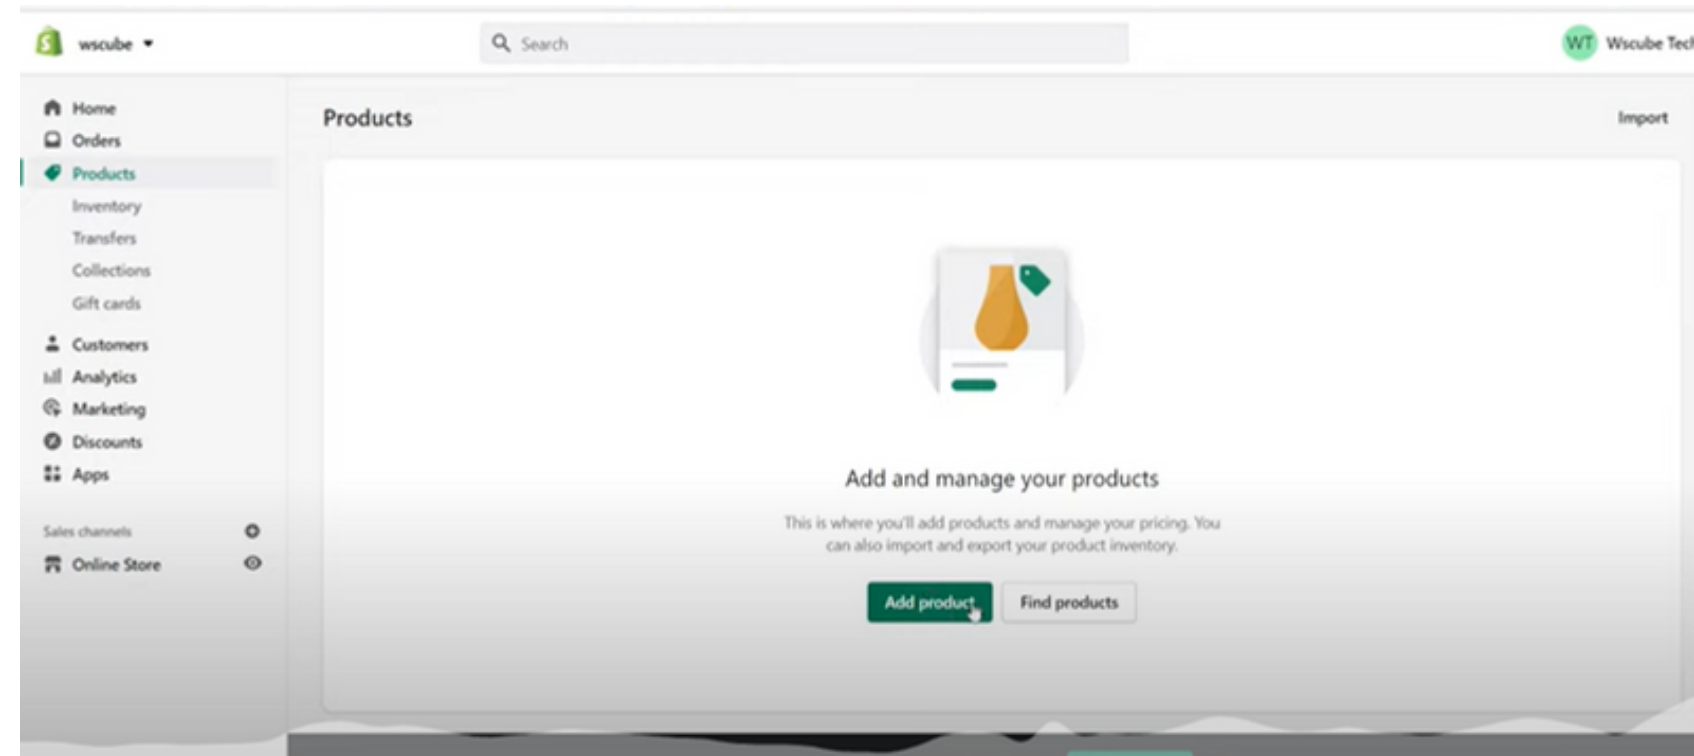 wscube
Search
WT
Wscube Tech
Home
Products
Import
Orders
Products
Inventory
Transfers
Collections
Gift cards
Customers
Analytics
Marketing
Discounts
Apps
Add and manage your products
This is where you'll add products and manage your pricing. You
can also import and export your product inventory.
Sales channels
Online Store
Add product
Find products